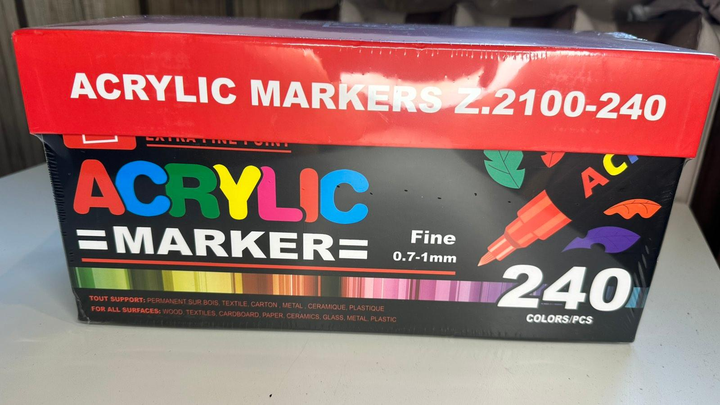 ACRYLIC MARKERS Z.2100-240
EXTRA FINE POINT
ACRYLIC
=MARKER=
Fine
0.7-1mm
AC
240
COLORS/PCS
TOUT SUPPORT: PERMANENT SUR,BOIS, TEXTILE, CARTON METAL , CERAMIQUE, PLASTIQUE
FOR ALL SURFACES: WOOD, TEXTILES, CARDBOARD, PAPER, CERAMICS, GLASS, METAL, PLASTIC